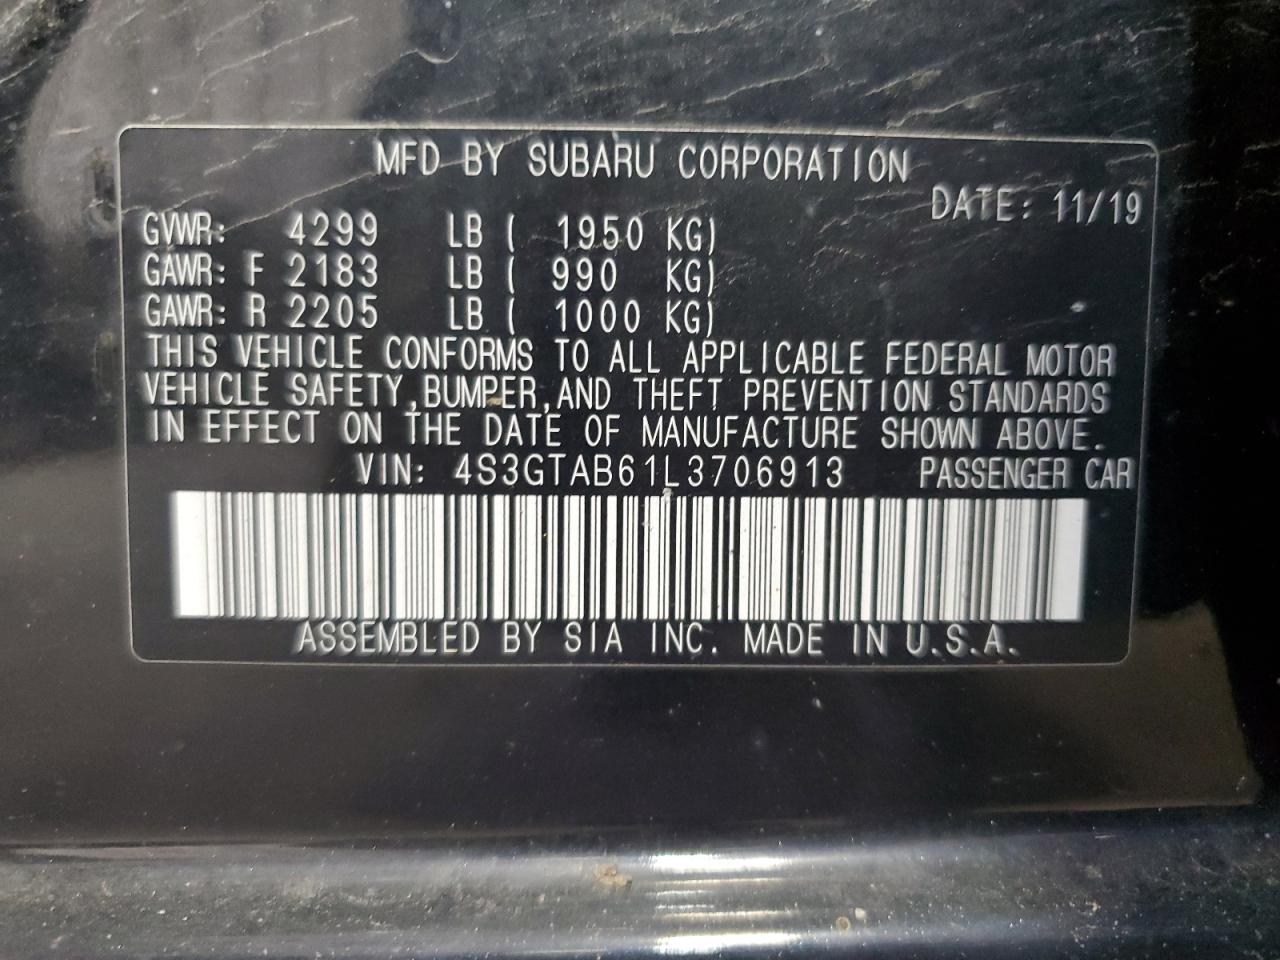 MFD BY SUBARU CORPORATION
DATE: 11/19
GVWR: 4299 LB ( 1950 KG)
GAWR: F 2183 LB ( 990 KG)
GAWR: R 2205 LB ( 1000 KG)
THIS VEHICLE CONFORMS TO ALL APPLICABLE FEDERAL MOTOR
VEHICLE SAFETY, BUMPER, AND THEFT PREVENTION STANDARDS
IN EFFECT ON THE DATE OF MANUFACTURE SHOWN ABOVE.
VIN: 4S3GTAB61L3706913 PASSENGER CAR
ASSEMBLED BY SIA INC. MADE IN U.S.A.